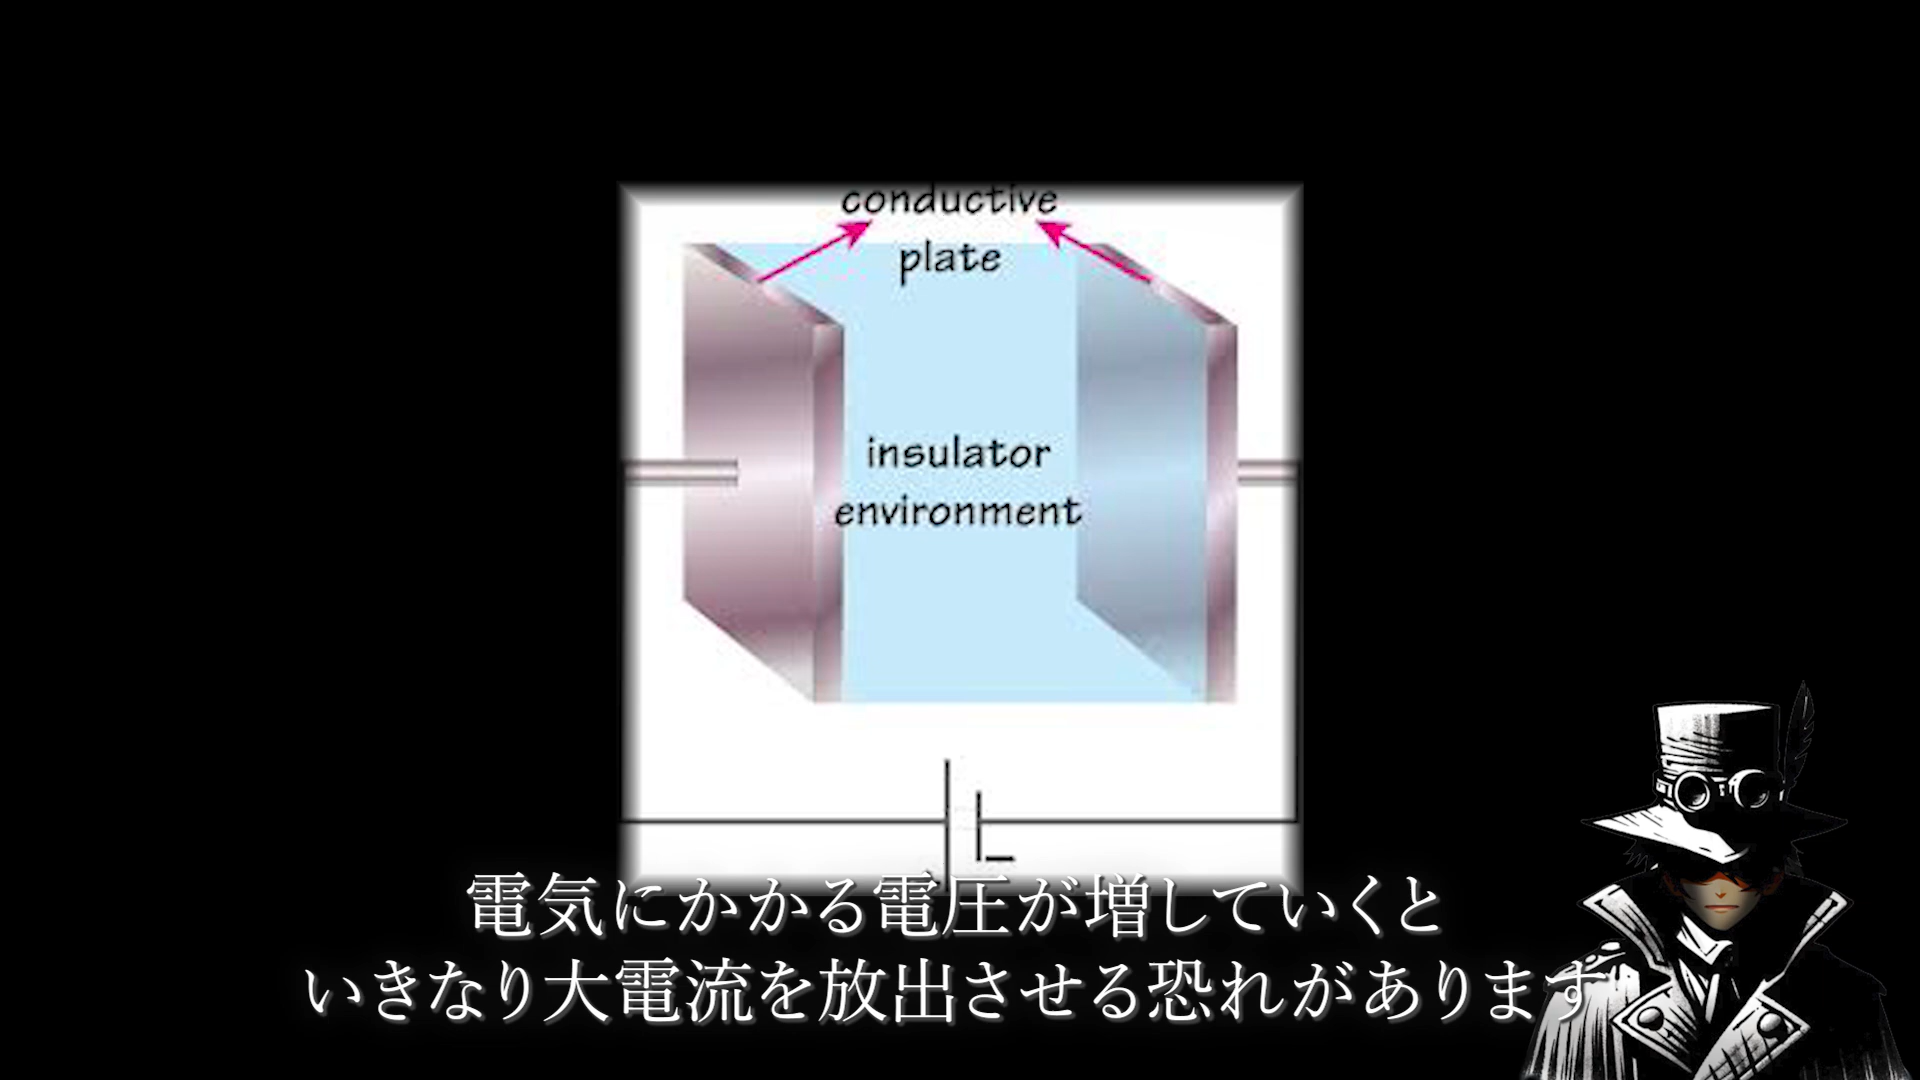 conductive
plate
insulator
environment
電気にかかる電圧が増していくと
いきなり大電流を放出させる恐れがあります